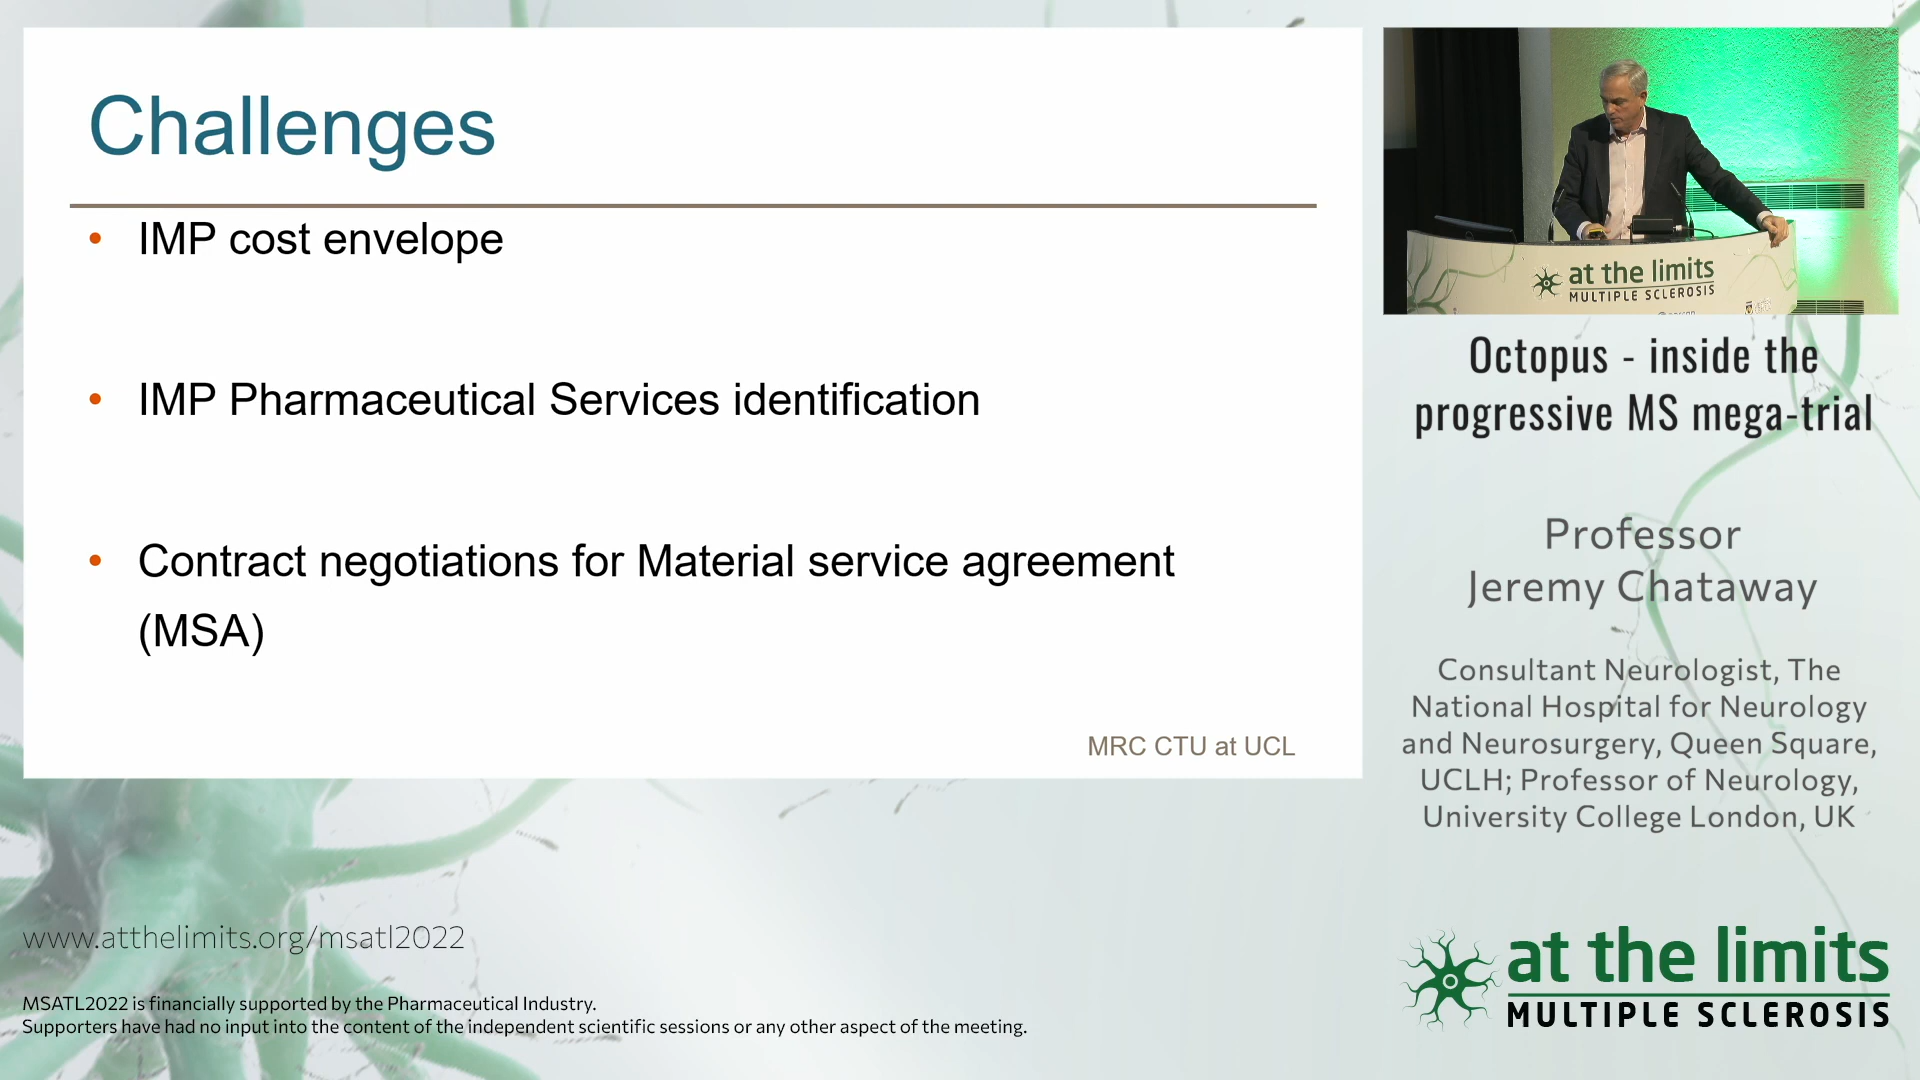 Challenges
• IMP cost envelope
• IMP Pharmaceutical Services identification
• Contract negotiations for Material service agreement
(MSA)
MRC CTU at UCL
at the limits
MULTIPLE SCLEROSIS
Octopus - inside the
progressive MS mega-trial
Professor
Jeremy Chataway
Consultant Neurologist, The
National Hospital for Neurology
and Neurosurgery, Queen Square,
UCLH; Professor of Neurology,
University College London, UK
www.atthelimits.org/msatl2022
MSATL2022 is financially supported by the Pharmaceutical Industry.
Supporters have had no input into the content of the independent scientific sessions or any other aspect of the meeting.
at the limits
MULTIPLE SCLEROSIS